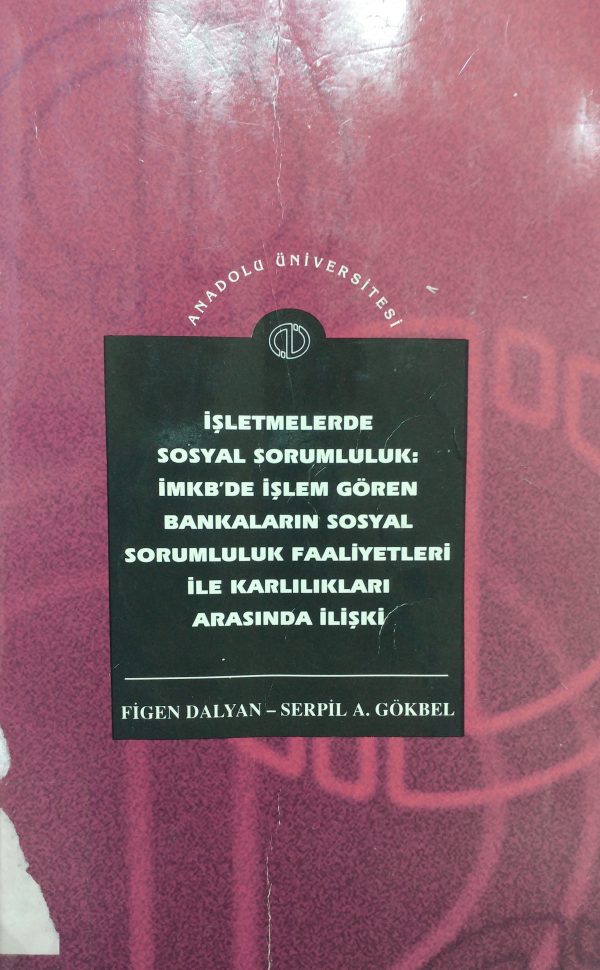 ANADOLU ÜNİVERSİTESİ
İŞLETMELERDE
SOSYAL SORUMLULUK:
İMKB'DE İŞLEM GÖREN
BANKALARIN SOSYAL
SORUMLULUK FAALİYETLERİ
İLE KARLILIKLARI
ARASINDA İLİŞKİ
FİGEN DALYAN – SERPİL A. GÖKBEL